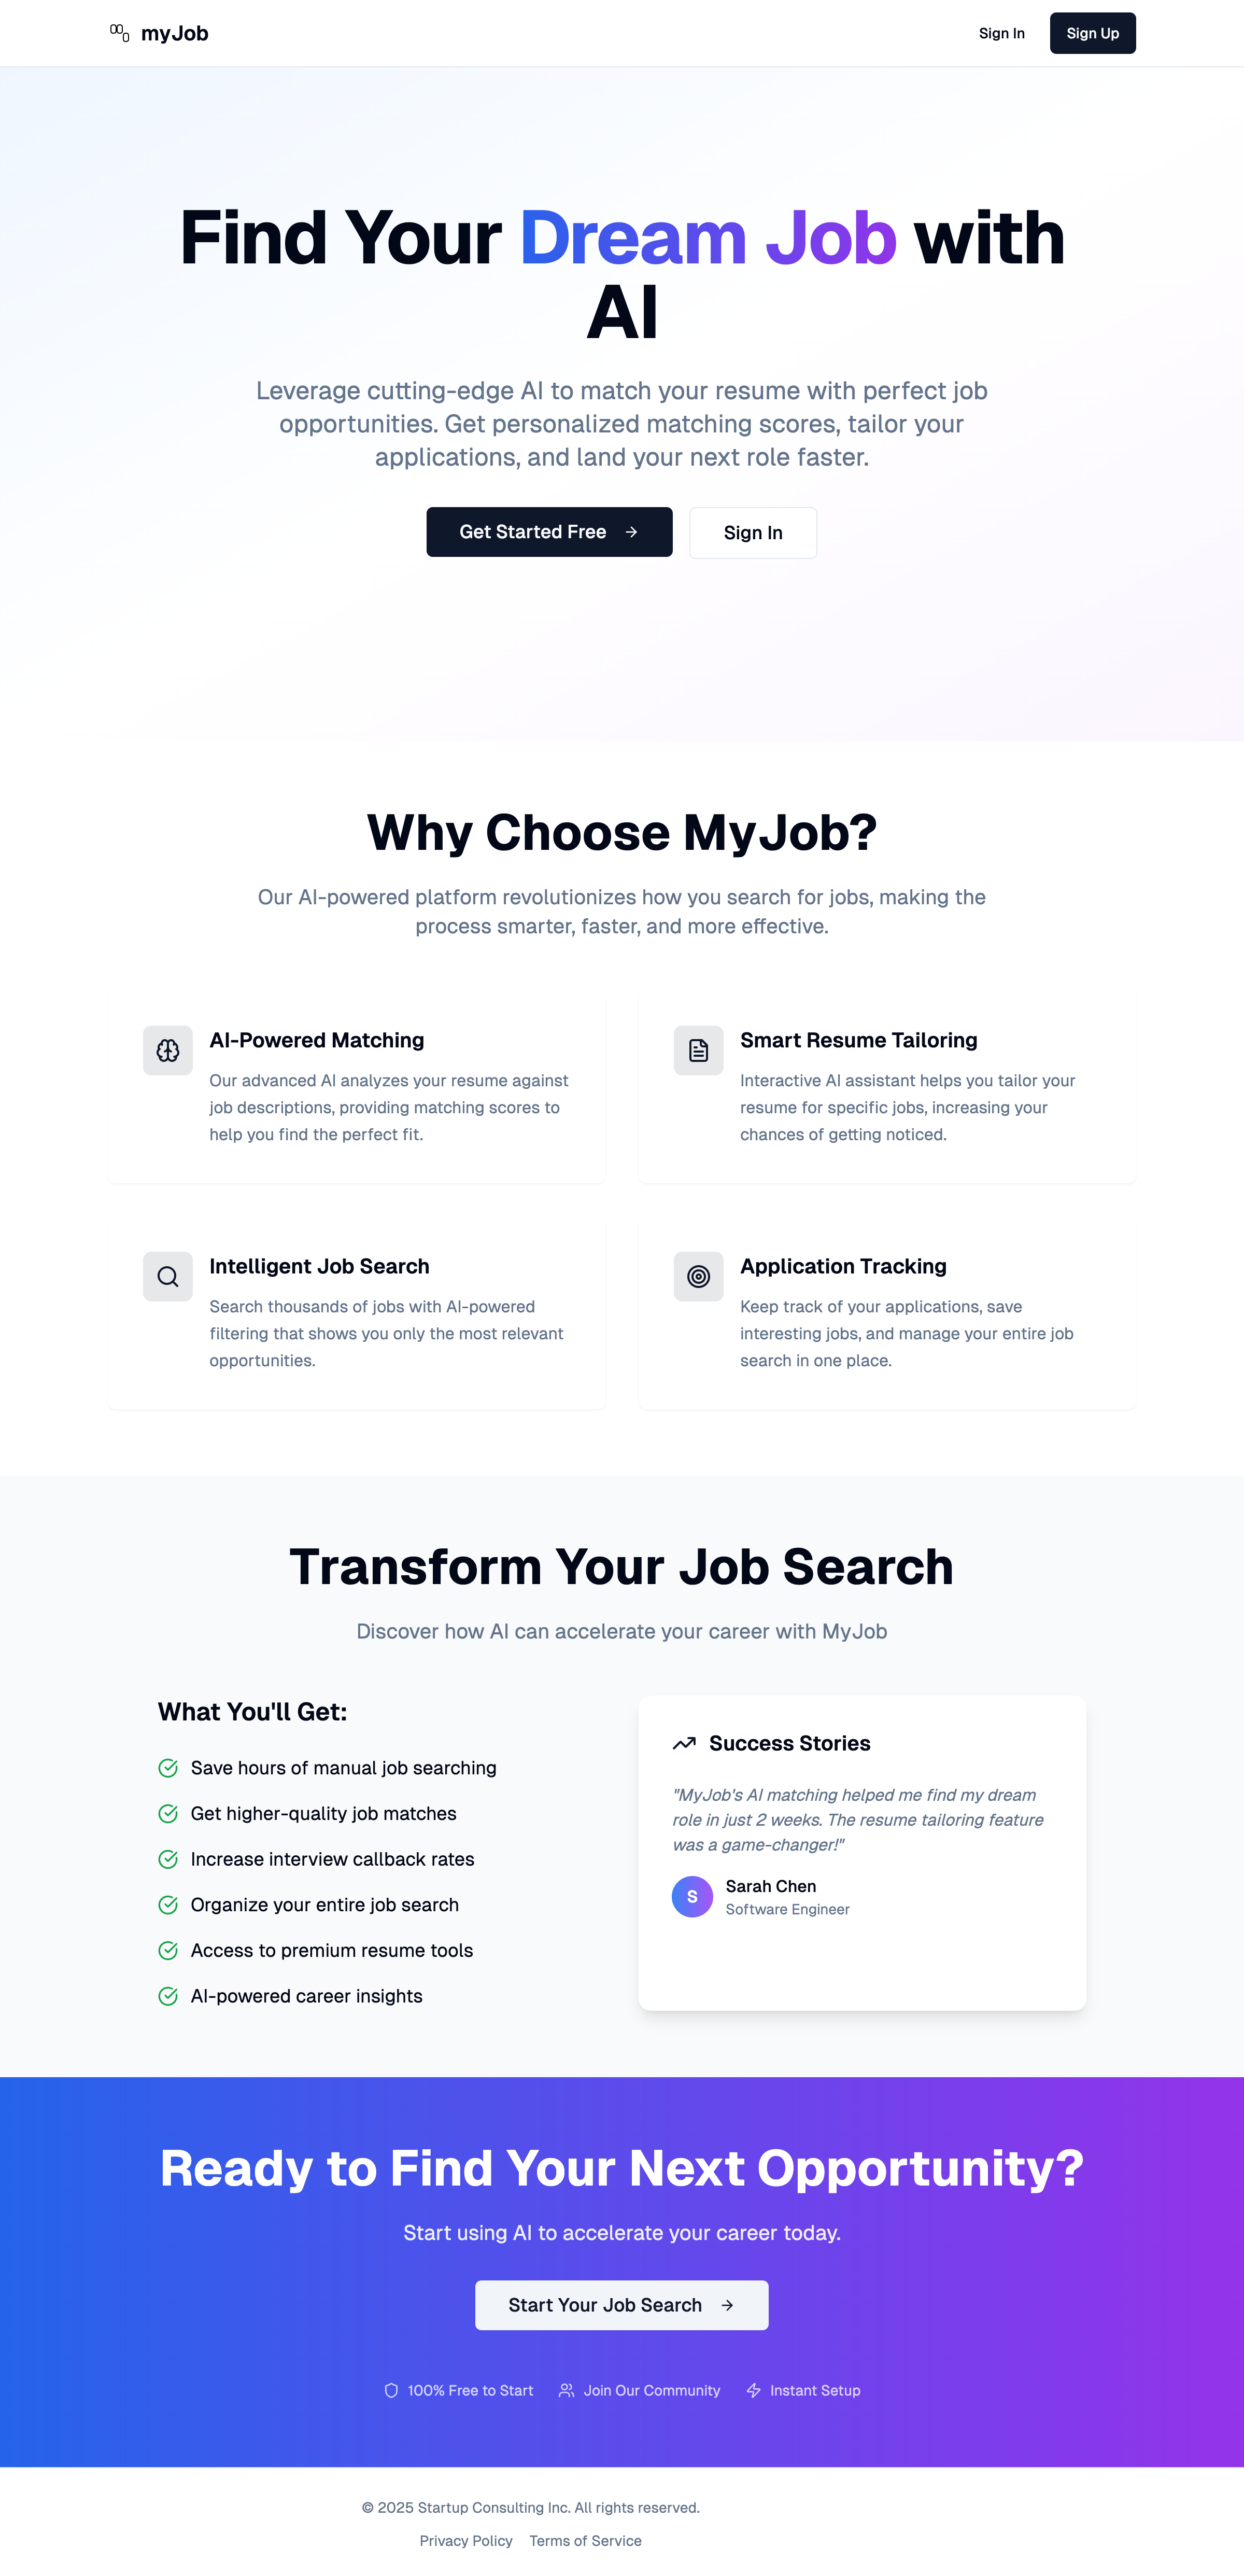 myJob
Sign In
Sign Up
Find Your Dream Job with
AI
Leverage cutting-edge AI to match your resume with perfect job
opportunities. Get personalized matching scores, tailor your
applications, and land your next role faster.
Get Started Free
Sign In
Why Choose MyJob?
Our AI-powered platform revolutionizes how you search for jobs, making the
process smarter, faster, and more effective.
AI-Powered Matching
Our advanced AI analyzes your resume against
job descriptions, providing matching scores to
help you find the perfect fit.
Smart Resume Tailoring
Interactive AI assistant helps you tailor your
resume for specific jobs, increasing your
chances of getting noticed.
Intelligent Job Search
Search thousands of jobs with AI-powered
filtering that shows you only the most relevant
opportunities.
Application Tracking
Keep track of your applications, save
interesting jobs, and manage your entire job
search in one place.
Transform Your Job Search
Discover how AI can accelerate your career with MyJob
What You'll Get:
Save hours of manual job searching
Get higher-quality job matches
Increase interview callback rates
Organize your entire job search
Access to premium resume tools
AI-powered career insights
Success Stories
"MyJob's AI matching helped me find my dream
role in just 2 weeks. The resume tailoring feature
was a game-changer!"
S
Sarah Chen
Software Engineer
Ready to Find Your Next Opportunity?
Start using AI to accelerate your career today.
Start Your Job Search
100% Free to Start
Join Our Community
Instant Setup
© 2025 Startup Consulting Inc. All rights reserved.
Privacy Policy
Terms of Service